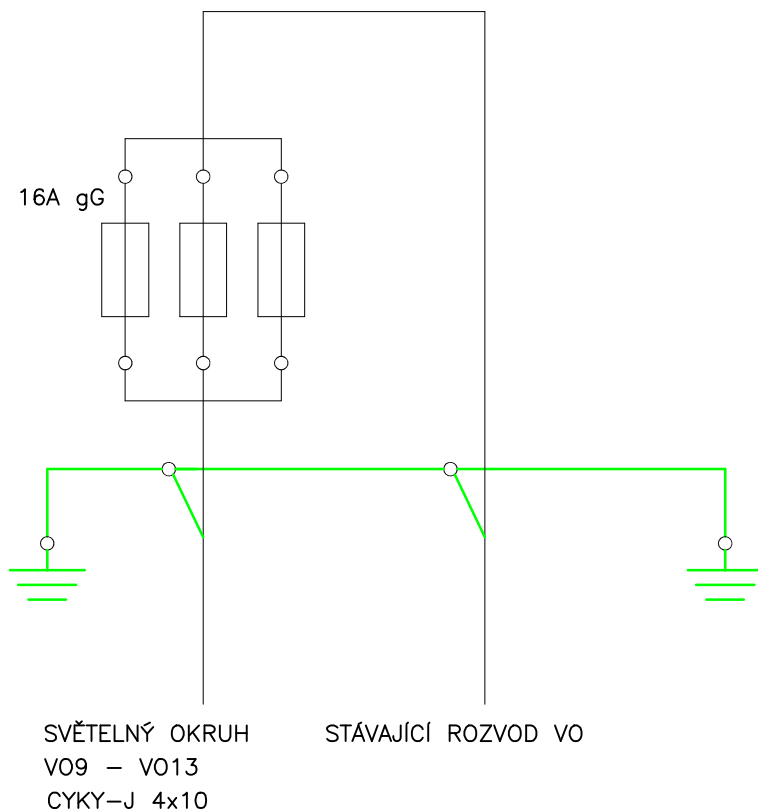 16A gG
SVĚTELNÝ OKRUH
VO9 – VO13
CYKY–J 4x10
STÁVAJÍCÍ ROZVOD VO